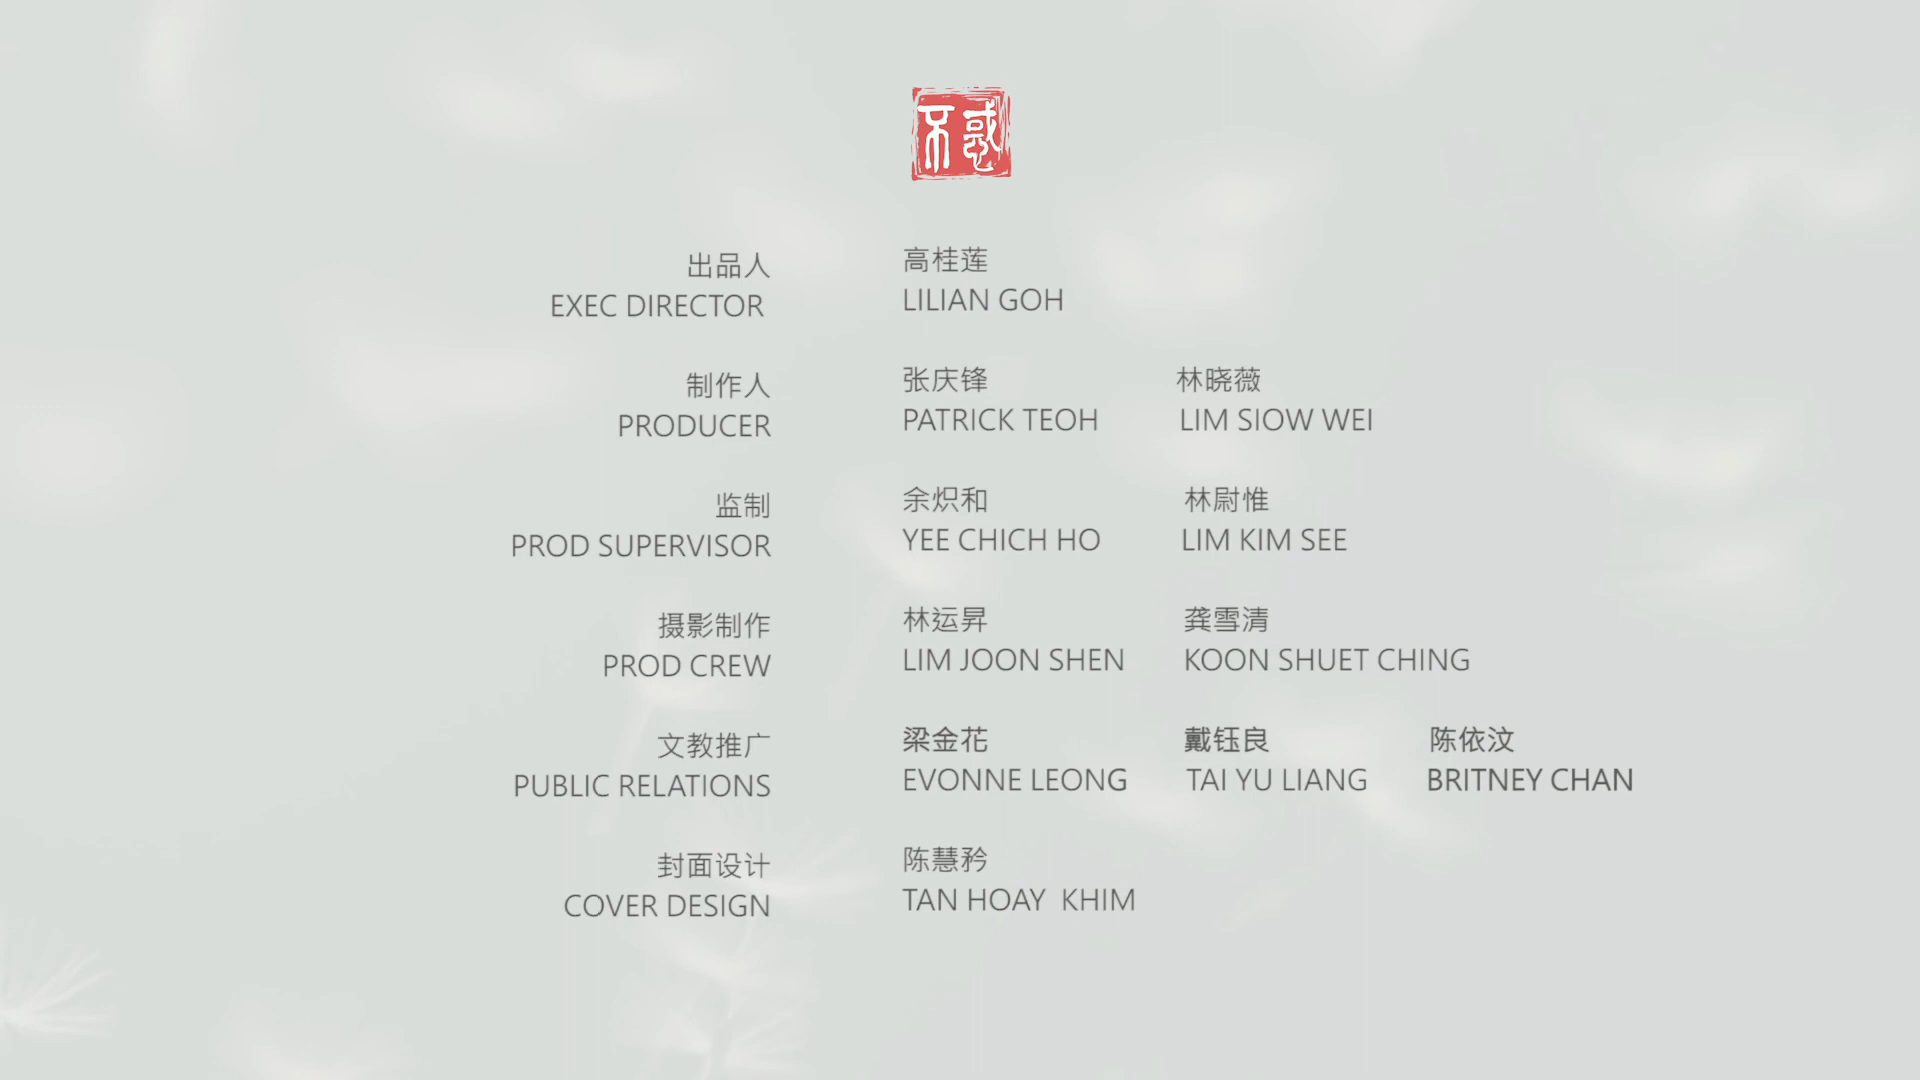 不惑
出品人 高桂莲
EXEC DIRECTOR LILIAN GOH
制作人 张庆锋 林晓薇
PRODUCER PATRICK TEOH LIM SIOW WEI
监制 余炽和 林尉惟
PROD SUPERVISOR YEE CHICH HO LIM KIM SEE
摄影制作 林运昇 龚雪清
PROD CREW LIM JOON SHEN KOON SHUET CHING
文教推广 梁金花 戴钰良 陈依汶
PUBLIC RELATIONS EVONNE LEONG TAI YU LIANG BRITNEY CHAN
封面设计 陈慧矜
COVER DESIGN TAN HOAY KHIM